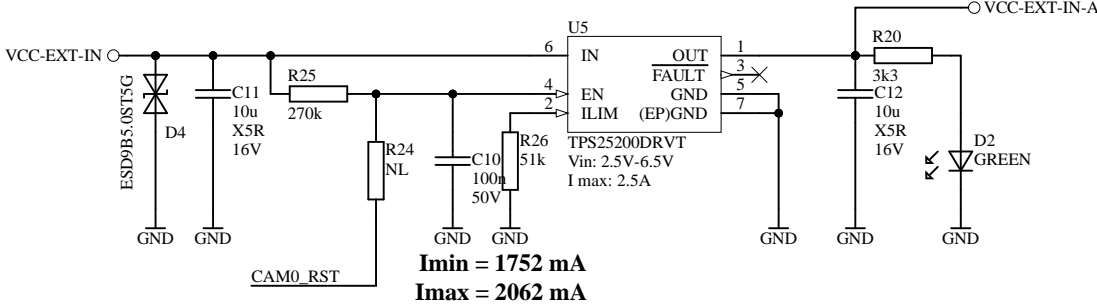 VCC-EXT-IN-A
U5
R20
VCC-EXT-IN
6 IN OUT 1
FAULT 3
3k3
ESD9B5.0ST5G
D4
C11
10u
X5R
16V
R25
270k
4 EN GND 5
2 ILIM (EP)GND 7
C12
10u
X5R
16V
R24
NL
C10
100n
50V
R26
51k
TPS25200DRVT
Vin: 2.5V-6.5V
I max: 2.5A
D2
GREEN
GND GND GND GND GND GND GND
CAM0_RST
Imin = 1752 mA
Imax = 2062 mA